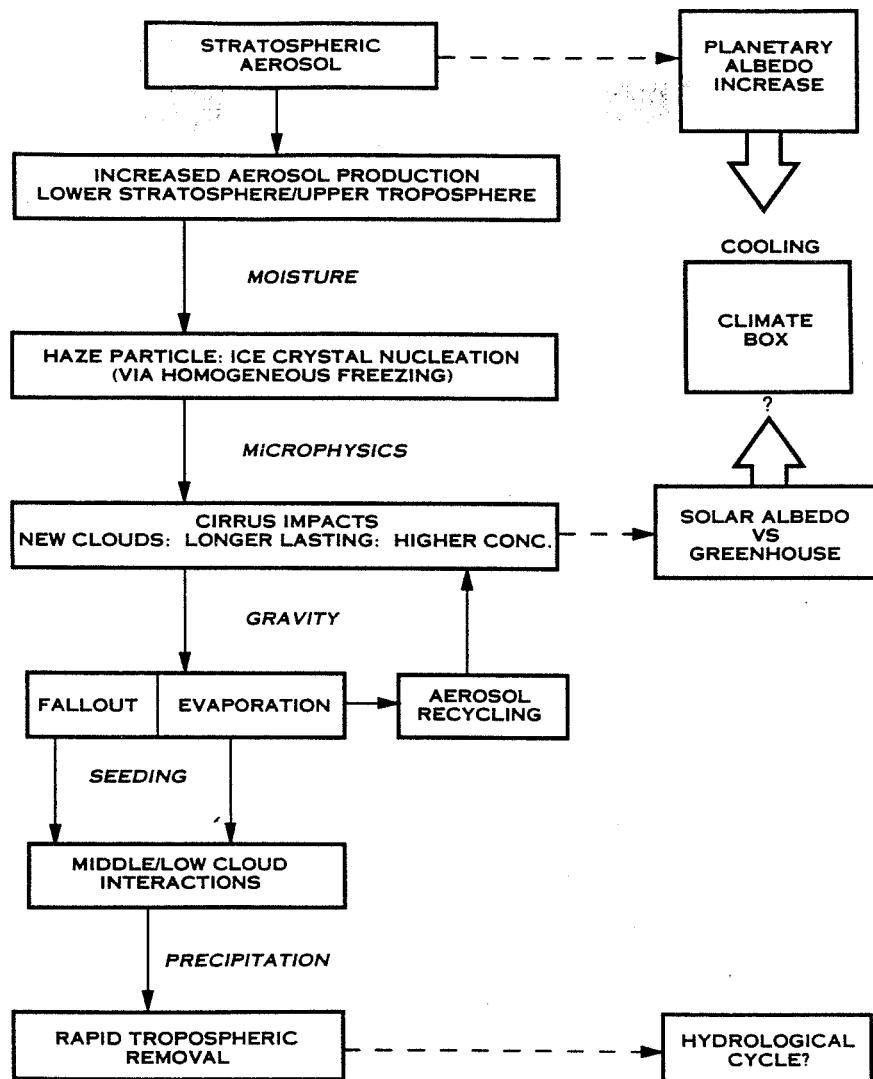 STRATOSPHERIC
AEROSOL
PLANETARY
ALBEDO
INCREASE
INCREASED AEROSOL PRODUCTION
LOWER STRATOSPHERE/UPPER TROPOSPHERE
COOLING
MOISTURE
CLIMATE
BOX
HAZE PARTICLE: ICE CRYSTAL NUCLEATION
(VIA HOMOGENEOUS FREEZING)
?
MICROPHYSICS
CIRRUS IMPACTS
NEW CLOUDS: LONGER LASTING: HIGHER CONC.
SOLAR ALBEDO
VS
GREENHOUSE
GRAVITY
FALLOUT
EVAPORATION
AEROSOL
RECYCLING
SEEDING
MIDDLE/LOW CLOUD
INTERACTIONS
PRECIPITATION
RAPID TROPOSPHERIC
REMOVAL
HYDROLOGICAL
CYCLE?